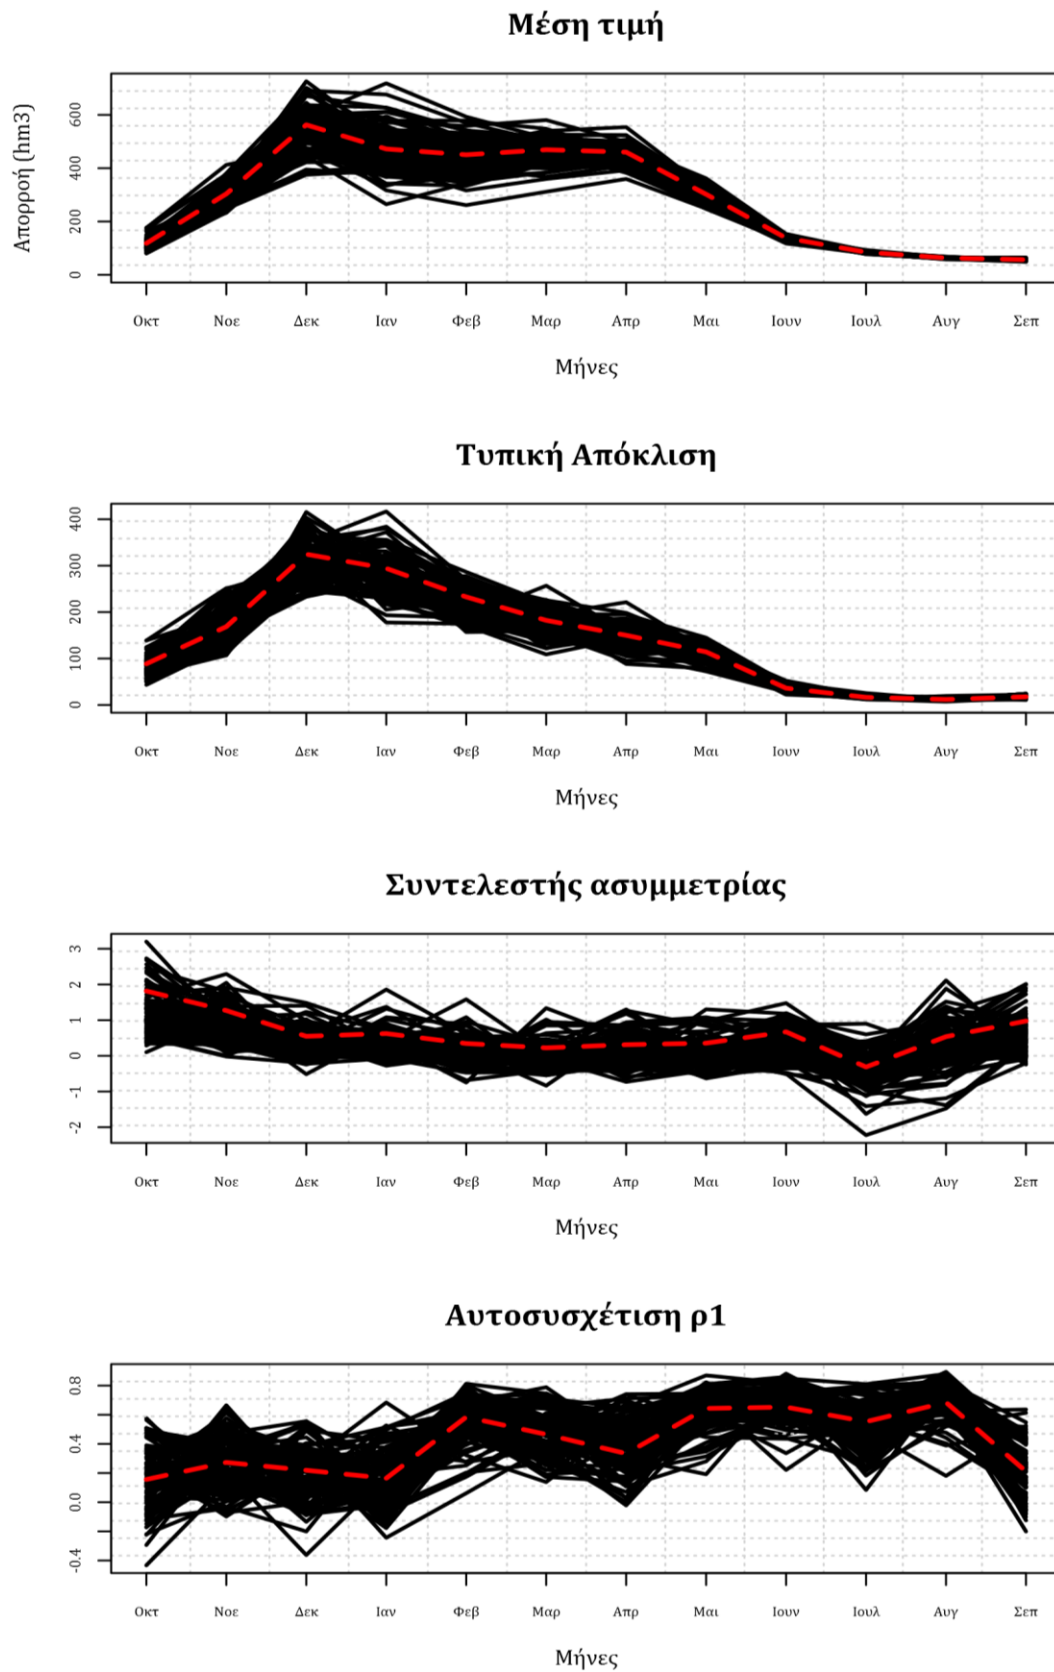 Μέση τιμή
Απορροή (hm3)
600
400
200
0
Οκτ Νοε Δεκ Ιαν Φεβ Μαρ Απρ Μαι Ιουν Ιουλ Αυγ Σεπ
Μήνες
Τυπική Απόκλιση
400
300
200
100
0
Οκτ Νοε Δεκ Ιαν Φεβ Μαρ Απρ Μαι Ιουν Ιουλ Αυγ Σεπ
Μήνες
Συντελεστής ασυμμετρίας
3
2
1
0
-1
-2
Οκτ Νοε Δεκ Ιαν Φεβ Μαρ Απρ Μαι Ιουν Ιουλ Αυγ Σεπ
Μήνες
Αυτοσυσχέτιση ρ1
0.8
0.4
0.0
-0.4
Οκτ Νοε Δεκ Ιαν Φεβ Μαρ Απρ Μαι Ιουν Ιουλ Αυγ Σεπ
Μήνες